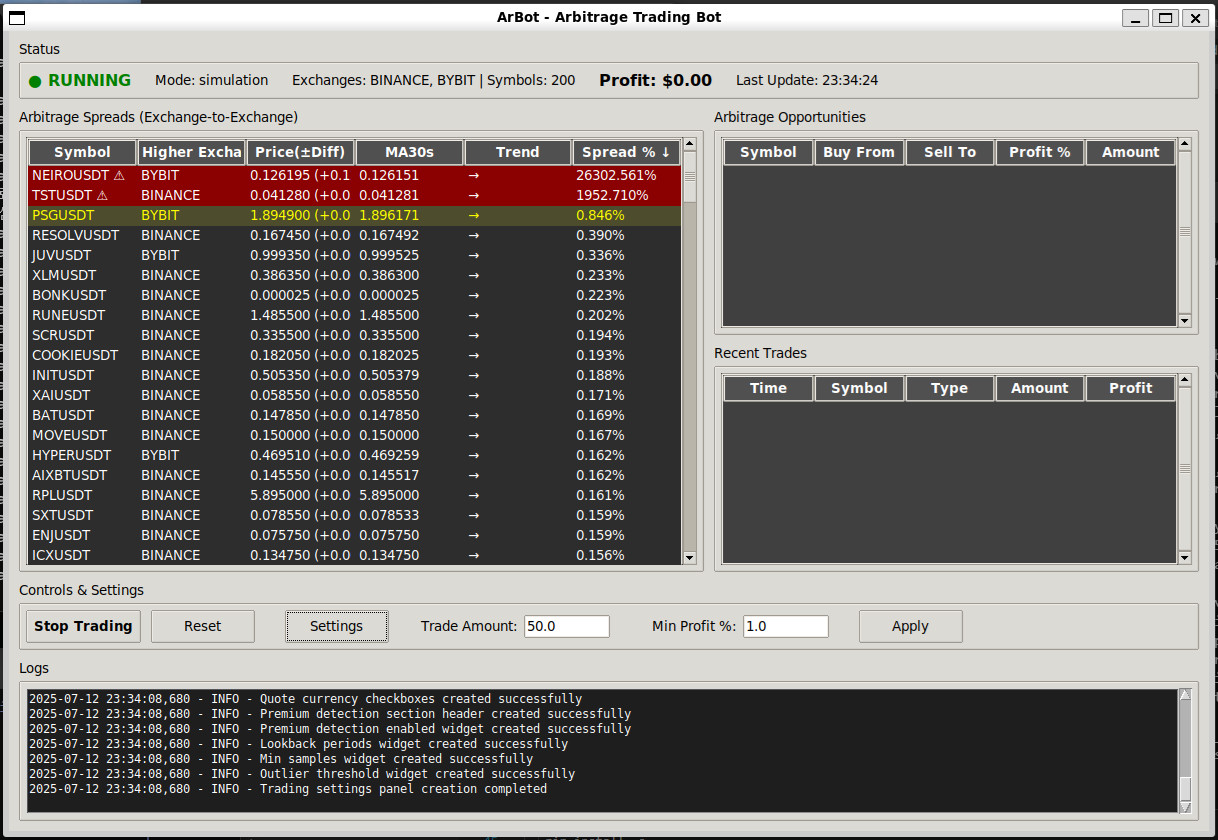 ArBot - Arbitrage Trading Bot
Status
● RUNNING Mode: simulation Exchanges: BINANCE, BYBIT | Symbols: 200 Profit: $0.00 Last Update: 23:34:24
Arbitrage Spreads (Exchange-to-Exchange)
Symbol Higher Excha Price(±Diff) MA30s Trend Spread % ↓
NEIROUSDT ⚠ BYBIT 0.126195 (+0.1 0.126151 → 26302.561%
TSTUSDT ⚠ BINANCE 0.041280 (+0.0 0.041281 → 1952.710%
PSGUSDT BYBIT 1.894900 (+0.0 1.896171 → 0.846%
RESOLVUSDT BINANCE 0.167450 (+0.0 0.167492 → 0.390%
JUVUSDT BYBIT 0.999350 (+0.0 0.999525 → 0.336%
XLMUSDT BINANCE 0.386350 (+0.0 0.386300 → 0.233%
BONKUSDT BINANCE 0.000025 (+0.0 0.000025 → 0.223%
RUNEUSDT BINANCE 1.485500 (+0.0 1.485500 → 0.202%
SCRUSDT BINANCE 0.335500 (+0.0 0.335500 → 0.194%
COOKIEUSDT BINANCE 0.182050 (+0.0 0.182025 → 0.193%
INITUSDT BINANCE 0.505350 (+0.0 0.505379 → 0.188%
XAIUSDT BINANCE 0.058550 (+0.0 0.058550 → 0.171%
BATUSDT BINANCE 0.147850 (+0.0 0.147850 → 0.169%
MOVEUSDT BINANCE 0.150000 (+0.0 0.150000 → 0.167%
HYPERUSDT BYBIT 0.469510 (+0.0 0.469259 → 0.162%
AIXBTUSDT BINANCE 0.145550 (+0.0 0.145517 → 0.162%
RPLUSDT BINANCE 5.895000 (+0.0 5.895000 → 0.161%
SXTUSDT BINANCE 0.078550 (+0.0 0.078533 → 0.159%
ENJUSDT BINANCE 0.075750 (+0.0 0.075750 → 0.159%
ICXUSDT BINANCE 0.134750 (+0.0 0.134750 → 0.156%
Arbitrage Opportunities
Symbol Buy From Sell To Profit % Amount
Recent Trades
Time Symbol Type Amount Profit
Controls & Settings
Stop Trading Reset Settings Trade Amount: 50.0 Min Profit %: 1.0 Apply
Logs
2025-07-12 23:34:08,680 - INFO - Quote currency checkboxes created successfully
2025-07-12 23:34:08,680 - INFO - Premium detection section header created successfully
2025-07-12 23:34:08,680 - INFO - Premium detection enabled widget created successfully
2025-07-12 23:34:08,680 - INFO - Lookback periods widget created successfully
2025-07-12 23:34:08,680 - INFO - Min samples widget created successfully
2025-07-12 23:34:08,680 - INFO - Outlier threshold widget created successfully
2025-07-12 23:34:08,680 - INFO - Trading settings panel creation completed